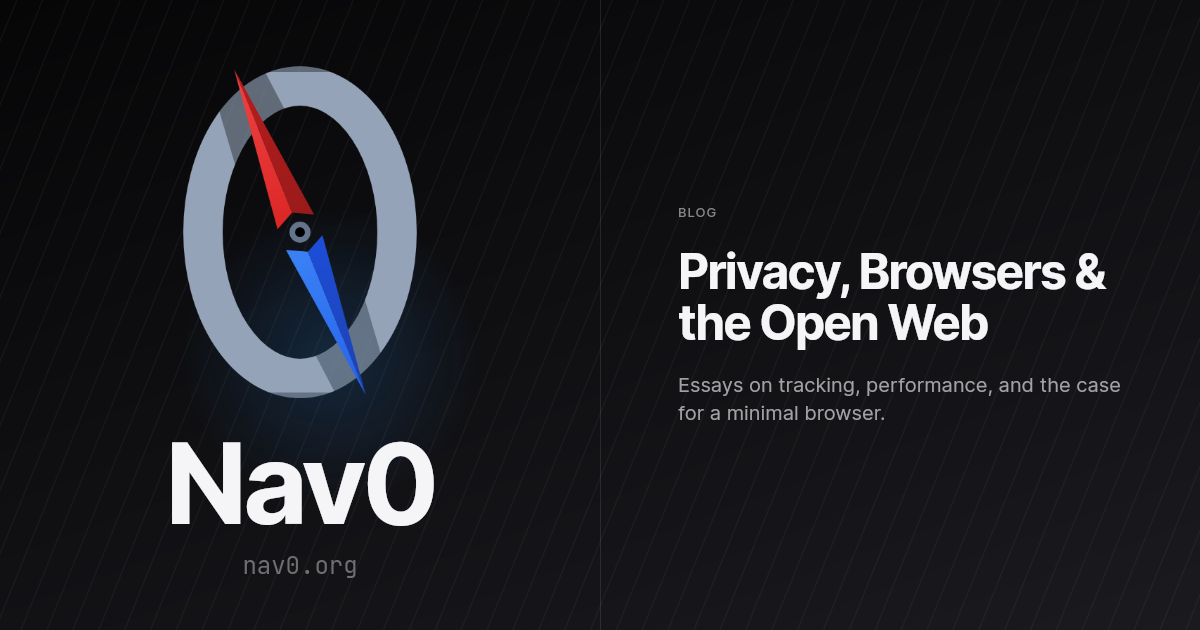 Nav0
nav0.org
BLOG
Privacy, Browsers &
the Open Web
Essays on tracking, performance, and the case
for a minimal browser.